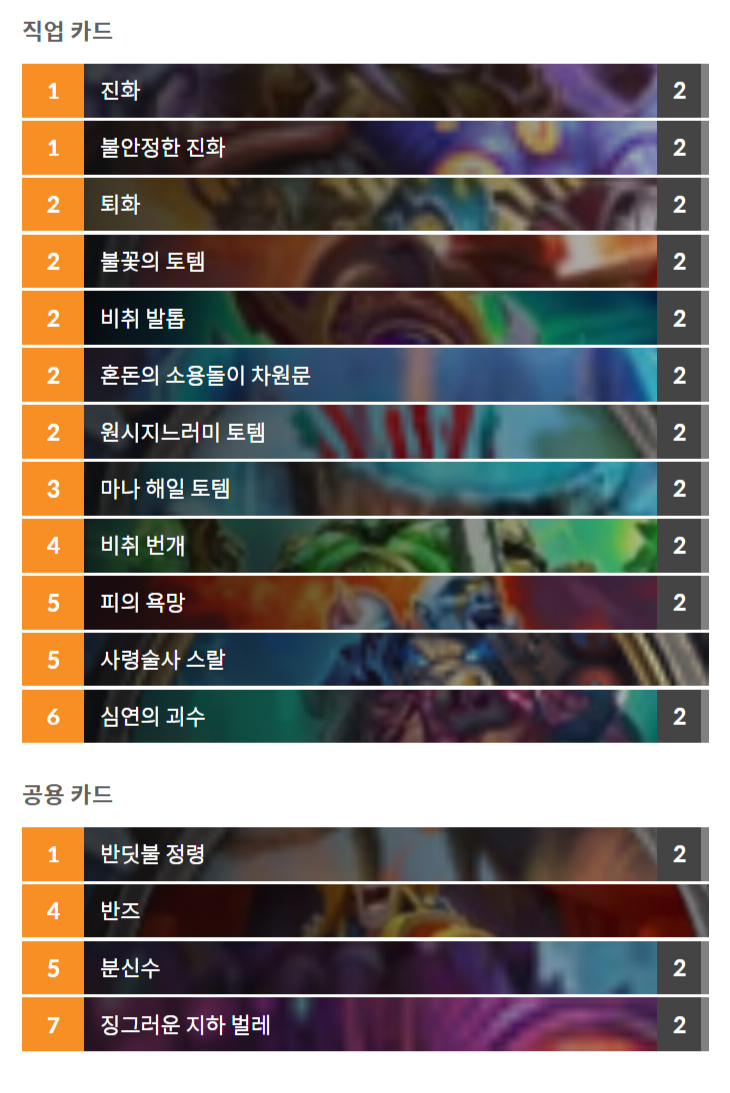 직업 카드
1 진화 2
1 불안정한 진화 2
2 퇴화 2
2 불꽃의 토템 2
2 비취 발톱 2
2 혼돈의 소용돌이 차원문 2
2 원시지느러미 토템 2
3 마나 해일 토템 2
4 비취 번개 2
5 피의 욕망 2
5 사령술사 스랄
6 심연의 괴수 2
공용 카드
1 반딧불 정령 2
4 반즈
5 분신수 2
7 징그러운 지하 벌레 2